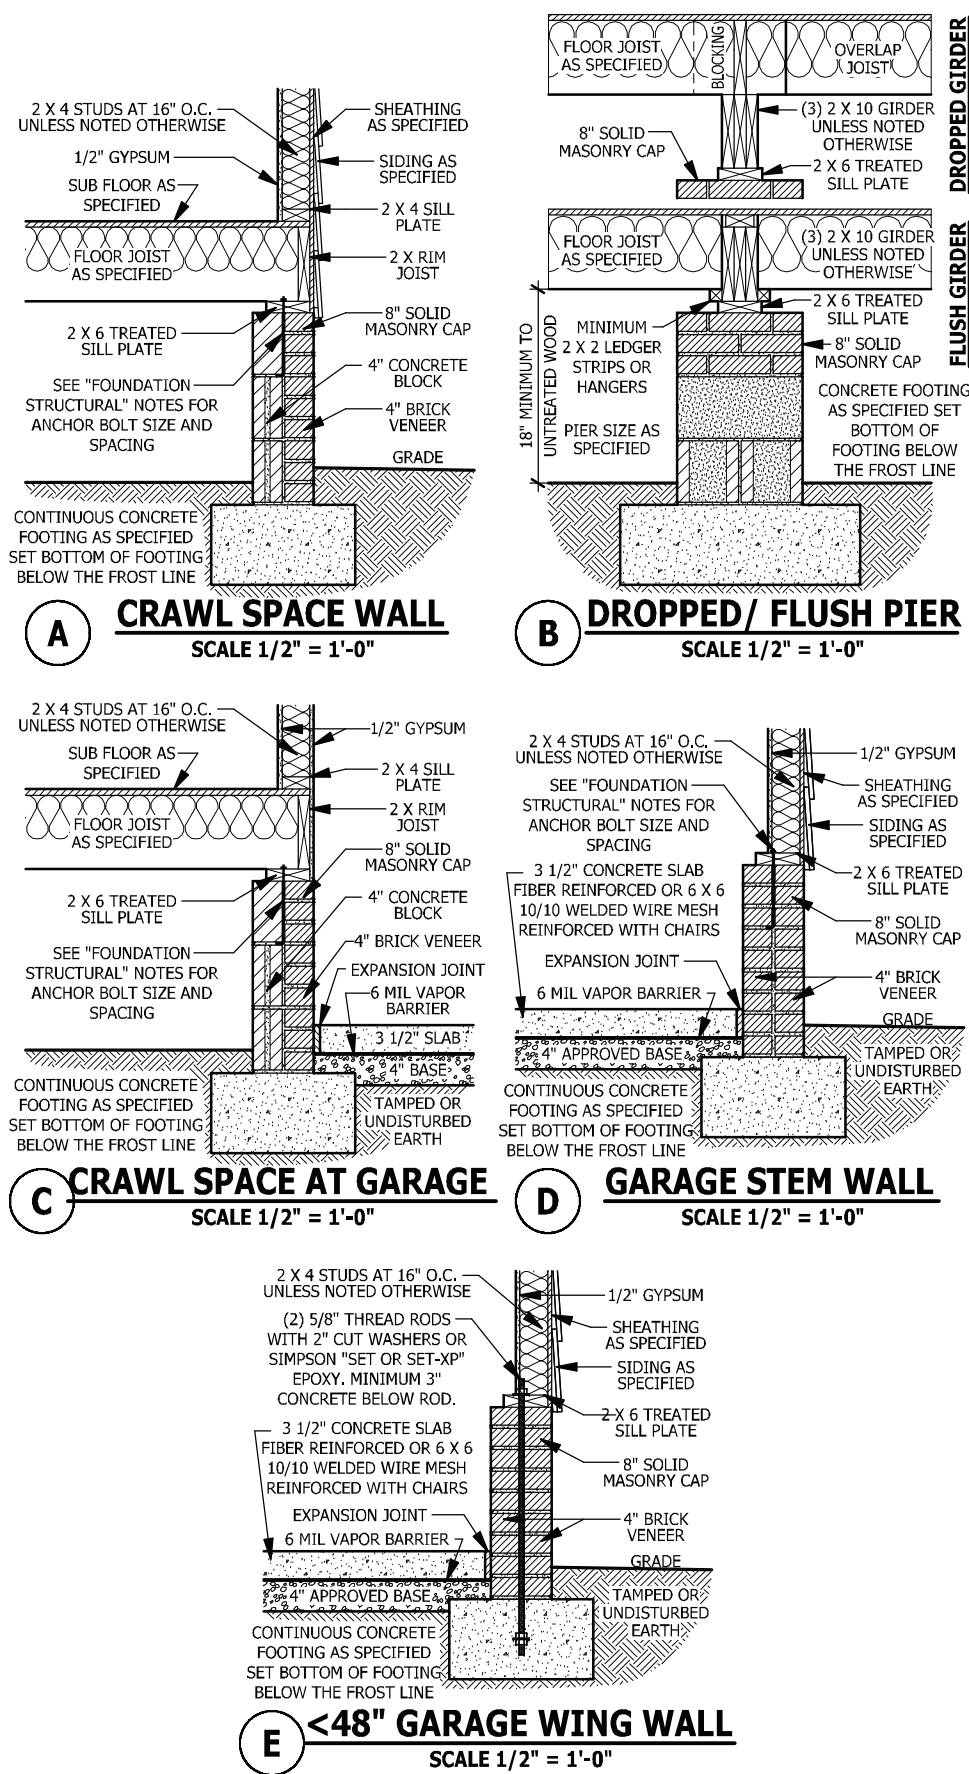 2 X 4 STUDS AT 16" O.C.
UNLESS NOTED OTHERWISE
1/2" GYPSUM
SUB FLOOR AS
SPECIFIED
FLOOR JOIST
AS SPECIFIED
2 X 6 TREATED
SILL PLATE
SEE "FOUNDATION
STRUCTURAL" NOTES FOR
ANCHOR BOLT SIZE AND
SPACING
CONTINUOUS CONCRETE
FOOTING AS SPECIFIED
SET BOTTOM OF FOOTING
BELOW THE FROST LINE
SHEATHING
AS SPECIFIED
SIDING AS
SPECIFIED
2 X 4 SILL
PLATE
2 X RIM
JOIST
8" SOLID
MASONRY CAP
4" CONCRETE
BLOCK
4" BRICK
VENEER
GRADE
A
CRAWL SPACE WALL
SCALE 1/2" = 1'-0"
FLOOR JOIST
AS SPECIFIED
BLOCKING
OVERLAP
JOIST
8" SOLID
MASONRY CAP
(3) 2 X 10 GIRDER
UNLESS NOTED
OTHERWISE
2 X 6 TREATED
SILL PLATE
DROPPED GIRDER
FLOOR JOIST
AS SPECIFIED
(3) 2 X 10 GIRDER
UNLESS NOTED
OTHERWISE
2 X 6 TREATED
SILL PLATE
FLUSH GIRDER
18" MINIMUM TO
UNTREATED WOOD
MINIMUM
2 X 2 LEDGER
STRIPS OR
HANGERS
PIER SIZE AS
SPECIFIED
8" SOLID
MASONRY CAP
CONCRETE FOOTING
AS SPECIFIED SET
BOTTOM OF
FOOTING BELOW
THE FROST LINE
B
DROPPED/ FLUSH PIER
SCALE 1/2" = 1'-0"
2 X 4 STUDS AT 16" O.C.
UNLESS NOTED OTHERWISE
SUB FLOOR AS
SPECIFIED
FLOOR JOIST
AS SPECIFIED
2 X 6 TREATED
SILL PLATE
SEE "FOUNDATION
STRUCTURAL" NOTES FOR
ANCHOR BOLT SIZE AND
SPACING
CONTINUOUS CONCRETE
FOOTING AS SPECIFIED
SET BOTTOM OF FOOTING
BELOW THE FROST LINE
1/2" GYPSUM
2 X 4 SILL
PLATE
2 X RIM
JOIST
8" SOLID
MASONRY CAP
4" CONCRETE
BLOCK
4" BRICK VENEER
EXPANSION JOINT
6 MIL VAPOR
BARRIER
3 1/2" SLAB
4" BASE
TAMPED OR
UNDISTURBED
EARTH
C
CRAWL SPACE AT GARAGE
SCALE 1/2" = 1'-0"
2 X 4 STUDS AT 16" O.C.
UNLESS NOTED OTHERWISE
SEE "FOUNDATION
STRUCTURAL" NOTES FOR
ANCHOR BOLT SIZE AND
SPACING
3 1/2" CONCRETE SLAB
FIBER REINFORCED OR 6 X 6
10/10 WELDED WIRE MESH
REINFORCED WITH CHAIRS
EXPANSION JOINT
6 MIL VAPOR BARRIER
4" APPROVED BASE
CONTINUOUS CONCRETE
FOOTING AS SPECIFIED
SET BOTTOM OF FOOTING
BELOW THE FROST LINE
1/2" GYPSUM
SHEATHING
AS SPECIFIED
SIDING AS
SPECIFIED
2 X 6 TREATED
SILL PLATE
8" SOLID
MASONRY CAP
4" BRICK
VENEER
GRADE
TAMPED OR
UNDISTURBED
EARTH
D
GARAGE STEM WALL
SCALE 1/2" = 1'-0"
2 X 4 STUDS AT 16" O.C.
UNLESS NOTED OTHERWISE
(2) 5/8" THREAD RODS
WITH 2" CUT WASHERS OR
SIMPSON "SET OR SET-XP"
EPOXY. MINIMUM 3"
CONCRETE BELOW ROD.
3 1/2" CONCRETE SLAB
FIBER REINFORCED OR 6 X 6
10/10 WELDED WIRE MESH
REINFORCED WITH CHAIRS
EXPANSION JOINT
6 MIL VAPOR BARRIER
4" APPROVED BASE
CONTINUOUS CONCRETE
FOOTING AS SPECIFIED
SET BOTTOM OF FOOTING
BELOW THE FROST LINE
1/2" GYPSUM
SHEATHING
AS SPECIFIED
SIDING AS
SPECIFIED
2 X 6 TREATED
SILL PLATE
8" SOLID
MASONRY CAP
4" BRICK
VENEER
GRADE
TAMPED OR
UNDISTURBED
EARTH
E
<48" GARAGE WING WALL
SCALE 1/2" = 1'-0"